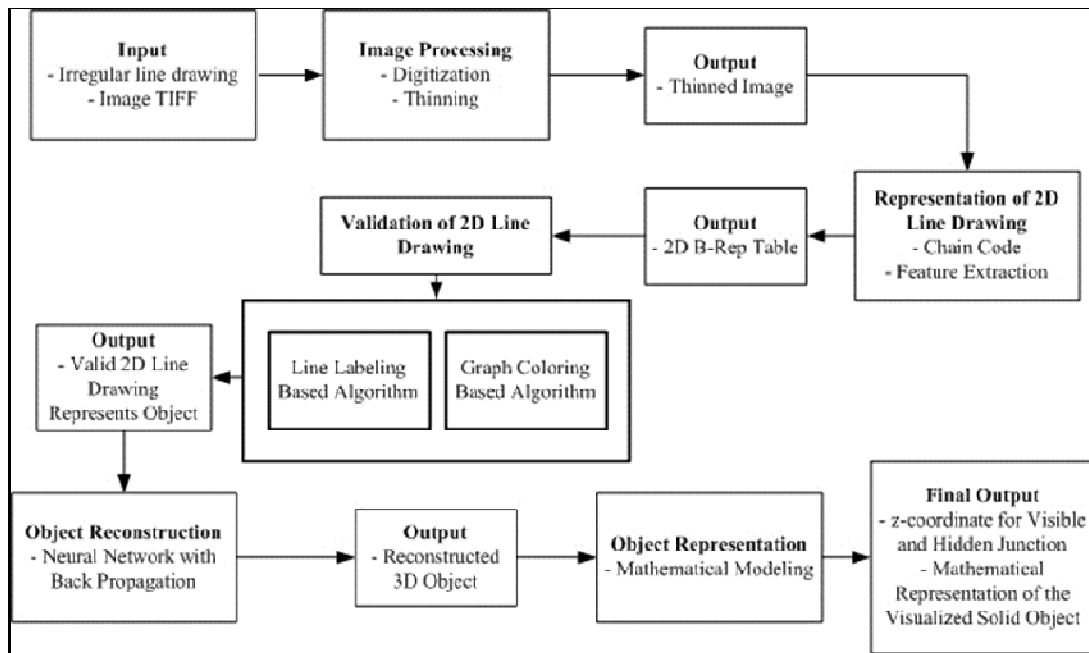 Input
- Irregular line drawing
- Image TIFF
Image Processing
- Digitization
- Thinning
Output
- Thinned Image
Representation of 2D
Line Drawing
- Chain Code
- Feature Extraction
Output
- 2D B-Rep Table
Validation of 2D Line
Drawing
Line Labeling
Based Algorithm
Graph Coloring
Based Algorithm
Output
- Valid 2D Line
Drawing
Represents Object
Object Reconstruction
- Neural Network with
Back Propagation
Output
- Reconstructed
3D Object
Object Representation
- Mathematical Modeling
Final Output
- z-coordinate for Visible
and Hidden Junction
- Mathematical
Representation of the
Visualized Solid Object